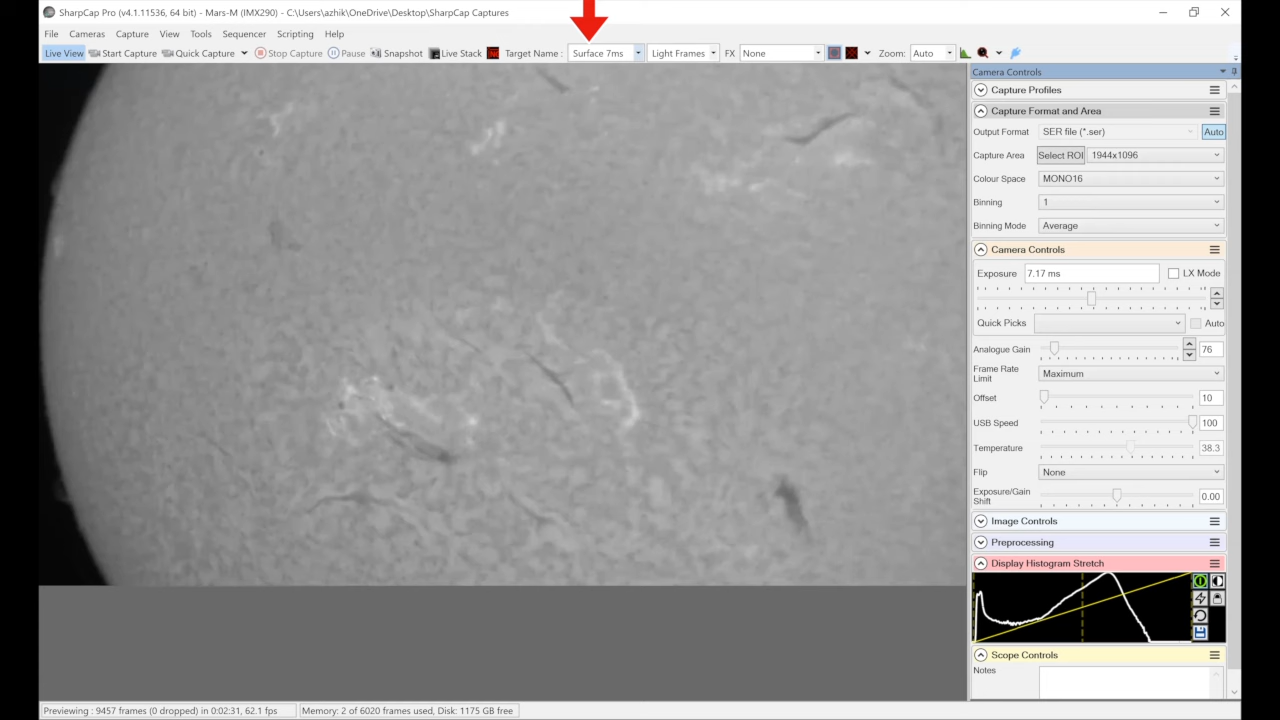 SharpCap Pro (v4.1.11536, 64 bit) - Mars-M (IMX290) - C:\Users\azhik\OneDrive\Desktop\SharpCap Captures
File Cameras Capture View Tools Sequencer Scripting Help
Live View Start Capture Quick Capture Stop Capture Pause Snapshot Live Stack Target Name : Surface 7ms Light Frames FX None Zoom: Auto
Camera Controls
Capture Profiles
Capture Format and Area
Output Format SER file (*.ser) Auto
Capture Area Select ROI 1944x1096
Colour Space MONO16
Binning 1
Binning Mode Average
Camera Controls
Exposure 7.17 ms LX Mode
Quick Picks Auto
Analogue Gain 76
Frame Rate
Limit Maximum
Offset 10
USB Speed 100
Temperature 38.3
Flip None
Exposure/Gain
Shift 0.00
Image Controls
Preprocessing
Display Histogram Stretch
Scope Controls
Notes
Previewing : 9457 frames (0 dropped) in 0:02:31, 62.1 fps Memory: 2 of 6020 frames used, Disk: 1175 GB free